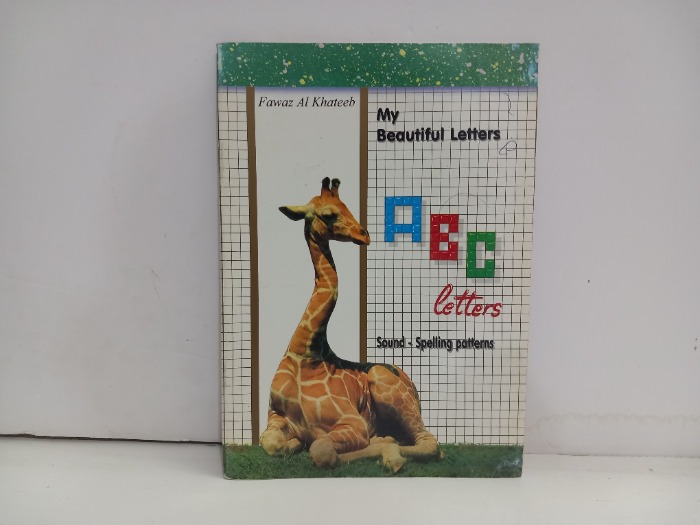 Fawaz Al Khateeb
My
Beautiful Letters
ABC
letters
Sound - Spelling patterns